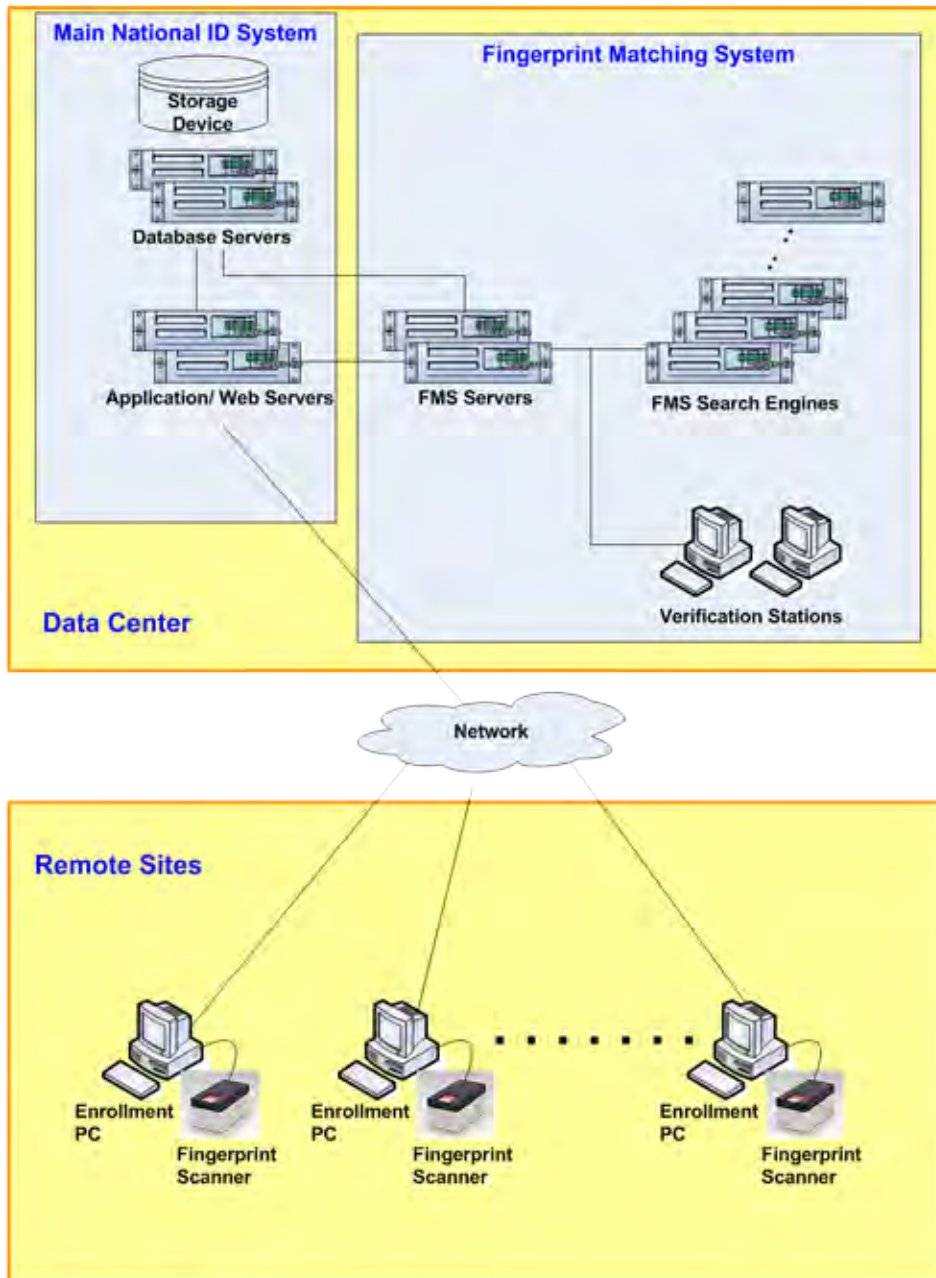 Main National ID System
Fingerprint Matching System
Storage
Device
Database Servers
Application/ Web Servers
FMS Servers
FMS Search Engines
Verification Stations
Data Center
Network
Remote Sites
Enrollment
PC
Fingerprint
Scanner
Enrollment
PC
Fingerprint
Scanner
Enrollment
PC
Fingerprint
Scanner